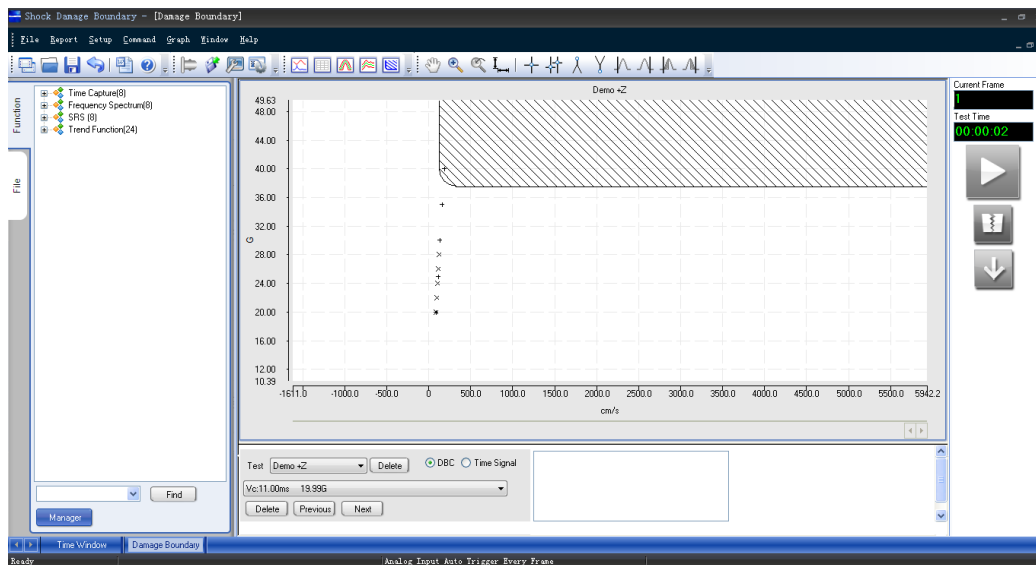 Shock Damage Boundary - [Damage Boundary]
File Report Setup Command Graph Window Help
Function
File
Time Capture(8)
Frequency Spectrum(8)
SRS (8)
Trend Function(24)
Find
Manager
Demo +Z
49.63
48.00
44.00
40.00
36.00
32.00
G
28.00
24.00
20.00
16.00
12.00
10.39
-1611.0 -1000.0 -500.0 0 500.0 1000.0 1500.0 2000.0 2500.0 3000.0 3500.0 4000.0 4500.0 5000.0 5500.0 5942.2
cm/s
Test Demo +Z Delete DBC Time Signal
Vc:11.00ms 19.99G
Delete Previous Next
Current Frame
1
Test Time
00:00:02
Time Window Damage Boundary
Ready Analog Input Auto Trigger Every Frame